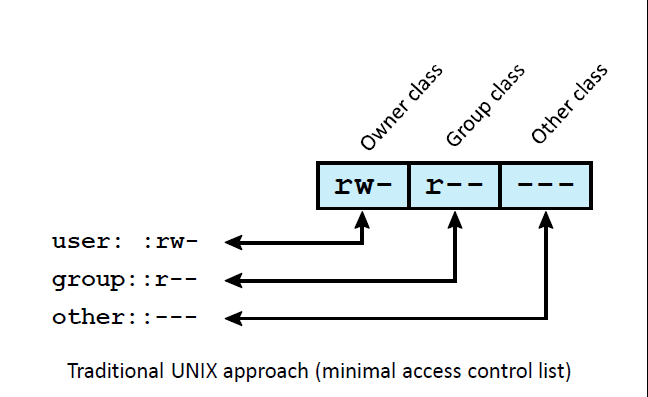 Owner class
Group class
Other class
rw- r-- ---
user: :rw-
group::r--
other::---
Traditional UNIX approach (minimal access control list)